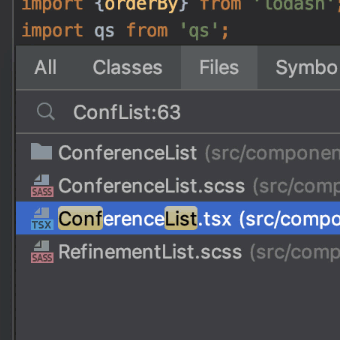 import {orderBy} from 'lodash';
import qs from 'qs';
All Classes Files Symbo
ConfList:63
ConferenceList (src/componen
SASS ConferenceList.scss (src/comp
TSX ConferenceList.tsx (src/compo
SASS RefinementList.scss (src/comp